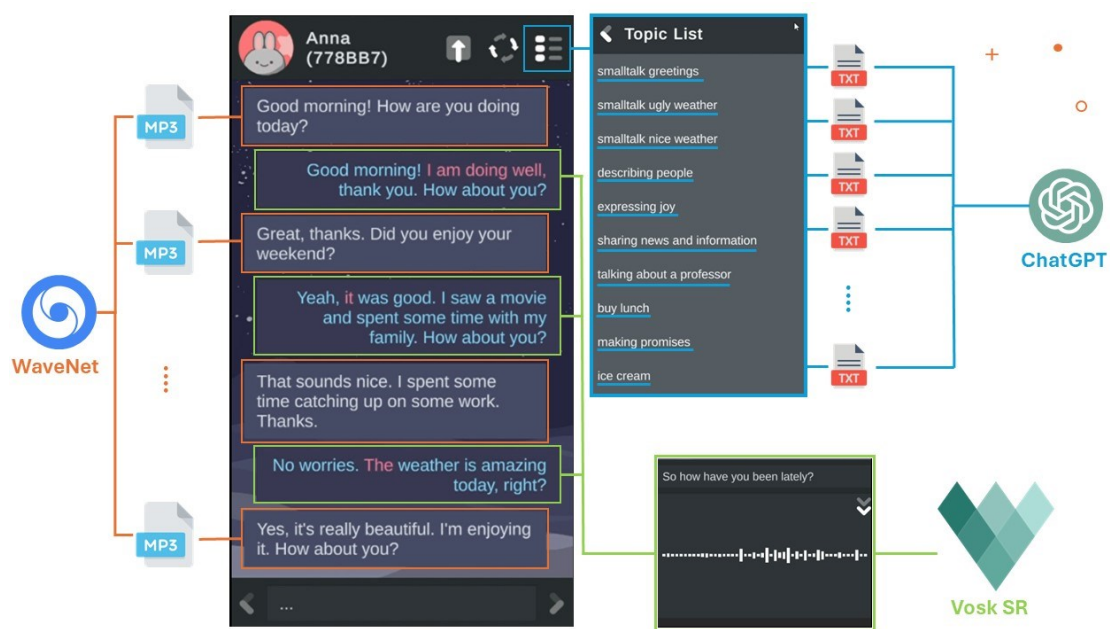 Anna
(778BB7)
Good morning! How are you doing
today?
Good morning! I am doing well,
thank you. How about you?
Great, thanks. Did you enjoy your
weekend?
Yeah, it was good. I saw a movie
and spent some time with my
family. How about you?
That sounds nice. I spent some
time catching up on some work.
Thanks.
No worries. The weather is amazing
today, right?
Yes, it's really beautiful. I'm enjoying
it. How about you?
...
MP3
MP3
MP3
WaveNet
Topic List
smalltalk greetings
smalltalk ugly weather
smalltalk nice weather
describing people
expressing joy
sharing news and information
talking about a professor
buy lunch
making promises
ice cream
TXT
TXT
TXT
TXT
TXT
ChatGPT
So how have you been lately?
Vosk SR